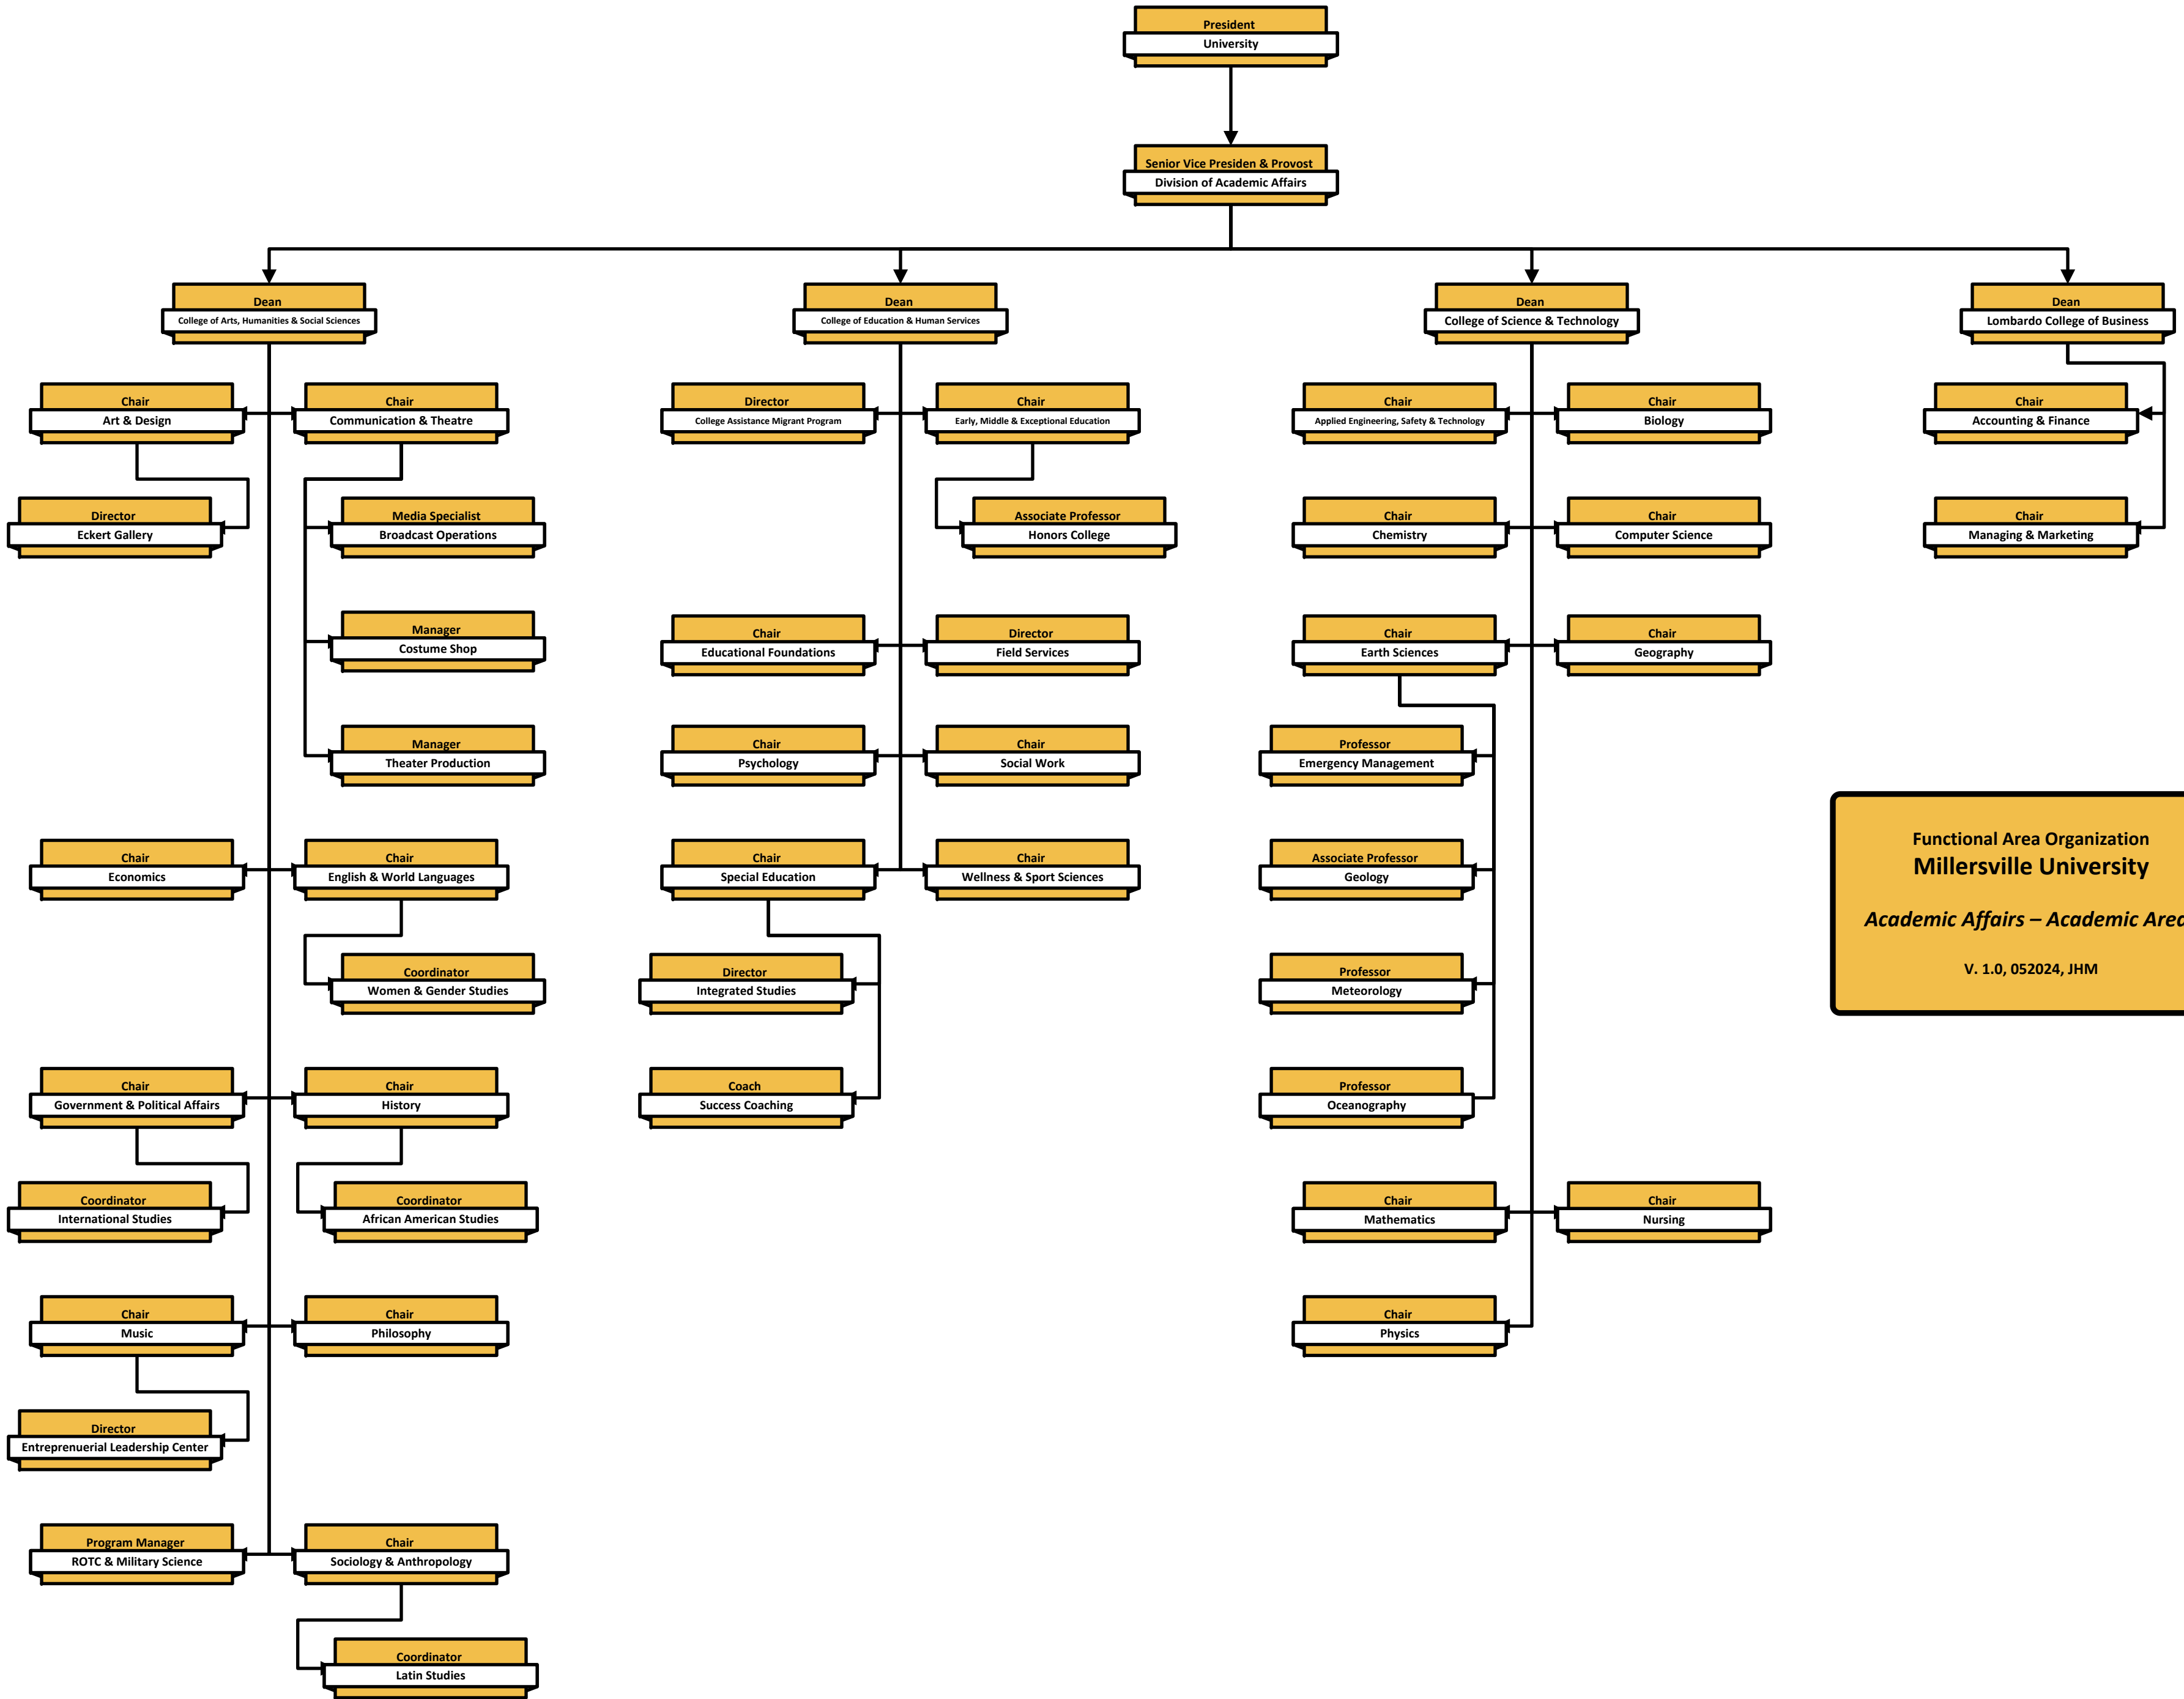 President
University
Senior Vice Presiden & Provost
Division of Academic Affairs
Dean
College of Arts, Humanities & Social Sciences
Dean
College of Education & Human Services
Dean
College of Science & Technology
Dean
Lombardo College of Business
Chair
Art & Design
Chair
Communication & Theatre
Director
College Assistance Migrant Program
Chair
Early, Middle & Exceptional Education
Chair
Applied Engineering, Safety & Technology
Chair
Biology
Chair
Accounting & Finance
Director
Eckert Gallery
Media Specialist
Broadcast Operations
Associate Professor
Honors College
Chair
Chemistry
Chair
Computer Science
Chair
Managing & Marketing
Manager
Costume Shop
Chair
Educational Foundations
Director
Field Services
Chair
Earth Sciences
Chair
Geography
Manager
Theater Production
Chair
Psychology
Chair
Social Work
Professor
Emergency Management
Chair
Economics
Chair
English & World Languages
Chair
Special Education
Chair
Wellness & Sport Sciences
Associate Professor
Geology
Functional Area Organization
Millersville University
Academic Affairs – Academic Area
V. 1.0, 052024, JHM
Coordinator
Women & Gender Studies
Director
Integrated Studies
Professor
Meteorology
Chair
Government & Political Affairs
Chair
History
Coach
Success Coaching
Professor
Oceanography
Coordinator
International Studies
Coordinator
African American Studies
Chair
Mathematics
Chair
Nursing
Chair
Music
Chair
Philosophy
Chair
Physics
Director
Entreprenuerial Leadership Center
Program Manager
ROTC & Military Science
Chair
Sociology & Anthropology
Coordinator
Latin Studies